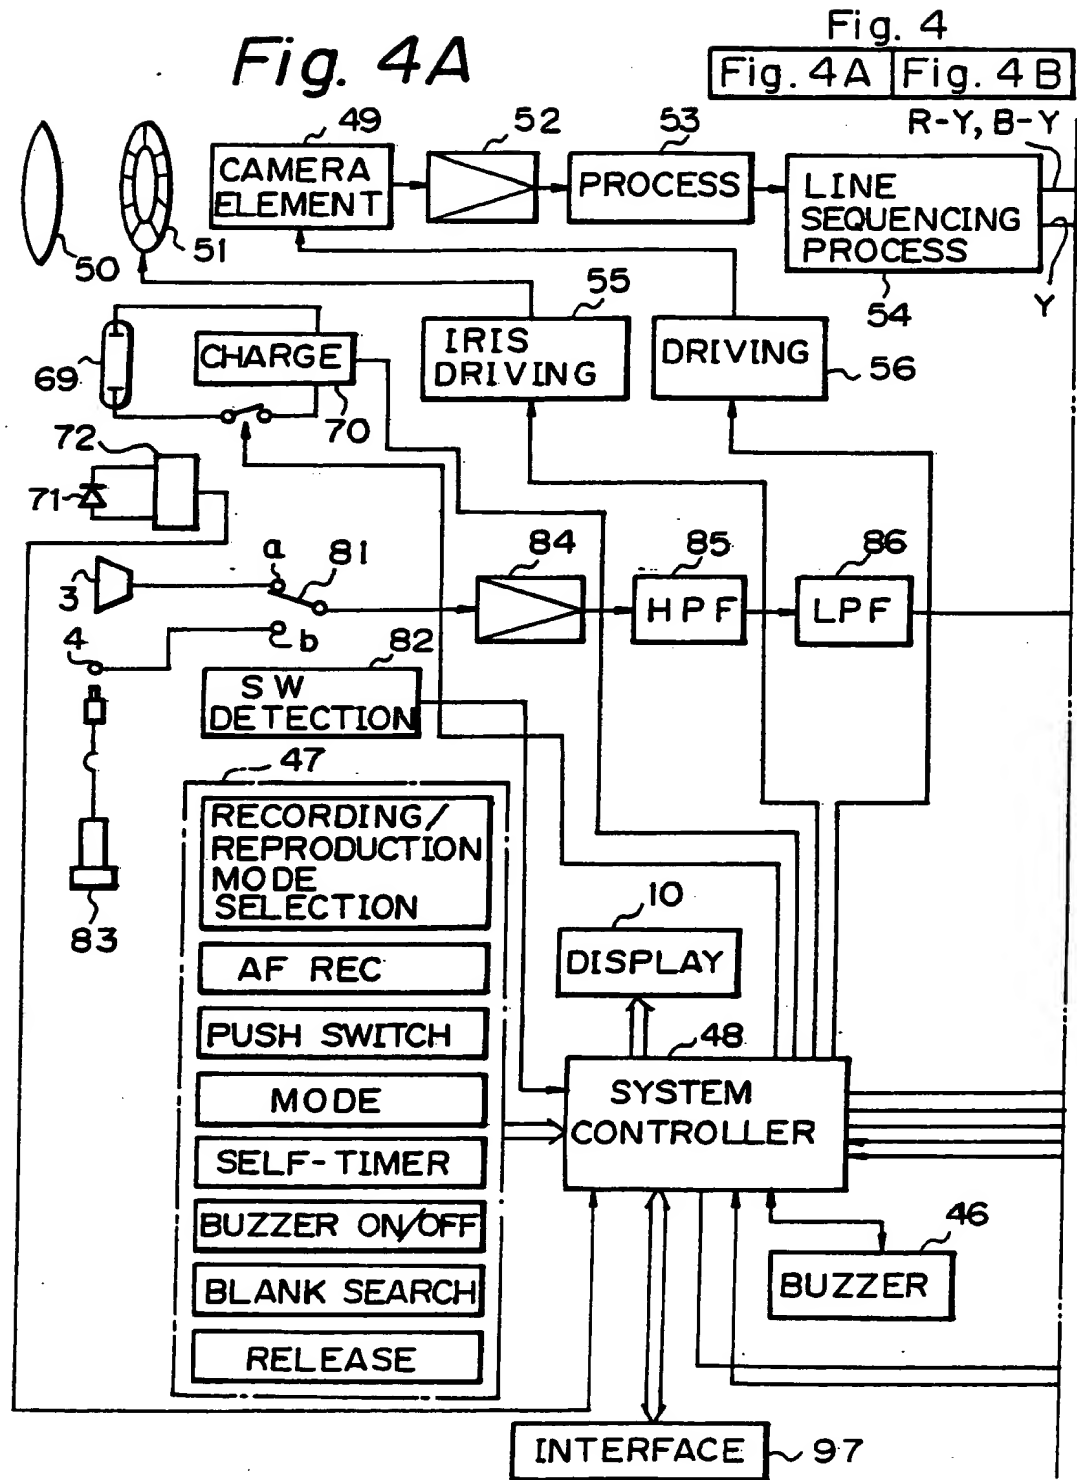 Fig. 4
Fig. 4A
Fig. 4A
Fig. 4B
R-Y, B-Y
49
52
53
CAMERA
ELEMENT
PROCESS
LINE
SEQUENCING
PROCESS
50
51
54
Y
55
IRIS
DRIVING
DRIVING
56
69
CHARGE
70
72
71
3
a
81
84
85
86
HPF
LPF
4
b
82
SW
DETECTION
47
83
RECORDING/
REPRODUCTION
MODE
SELECTION
AF REC
PUSH SWITCH
MODE
SELF-TIMER
BUZZER ON/OFF
BLANK SEARCH
RELEASE
10
DISPLAY
48
SYSTEM
CONTROLLER
46
BUZZER
INTERFACE
97